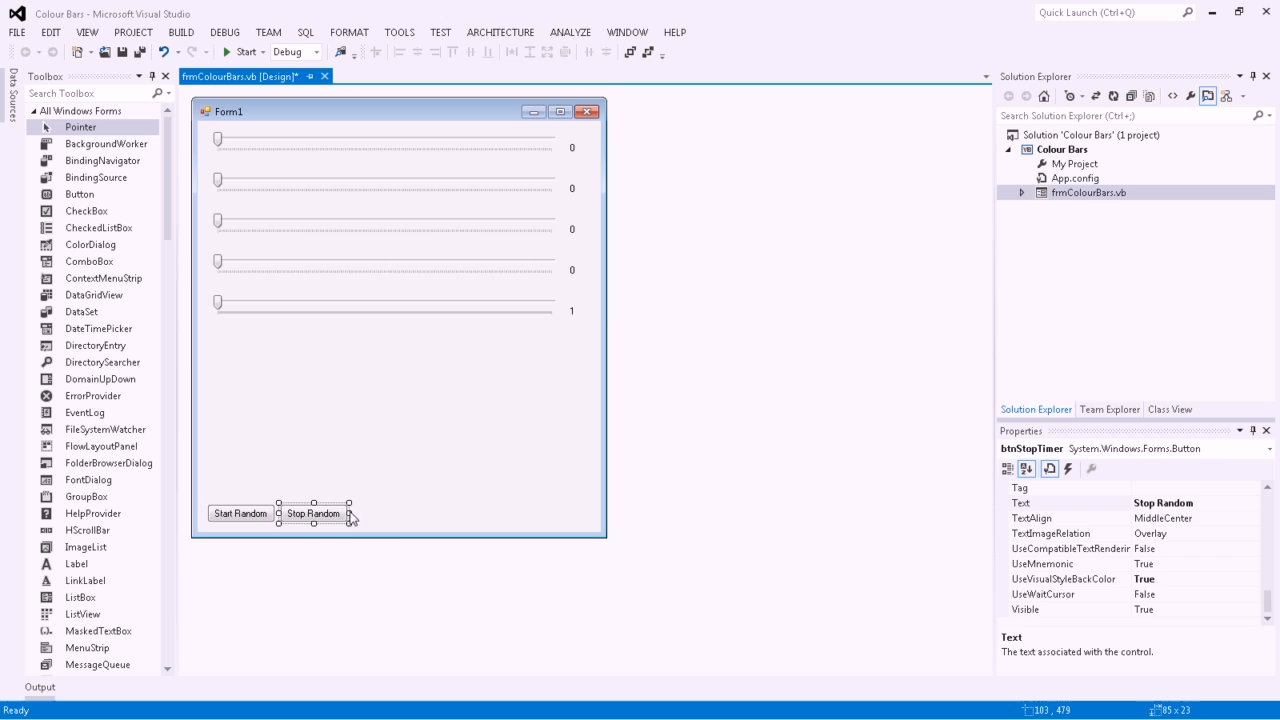 Colour Bars - Microsoft Visual Studio
Quick Launch (Ctrl+Q)
FILE EDIT VIEW PROJECT BUILD DEBUG TEAM SQL FORMAT TOOLS TEST ARCHITECTURE ANALYZE WINDOW HELP
Start Debug
Data Sources
Toolbox
Search Toolbox
All Windows Forms
Pointer
BackgroundWorker
BindingNavigator
BindingSource
Button
CheckBox
CheckedListBox
ColorDialog
ComboBox
ContextMenuStrip
DataGridView
DataSet
DateTimePicker
DirectoryEntry
DirectorySearcher
DomainUpDown
ErrorProvider
EventLog
FileSystemWatcher
FlowLayoutPanel
FolderBrowserDialog
FontDialog
GroupBox
HelpProvider
HScrollBar
ImageList
Label
LinkLabel
ListBox
ListView
MaskedTextBox
MenuStrip
MessageQueue
frmColourBars.vb [Design]*
Form1
0
0
0
0
1
Start Random Stop Random
Solution Explorer
Search Solution Explorer (Ctrl+;)
Solution 'Colour Bars' (1 project)
VB Colour Bars
My Project
App.config
frmColourBars.vb
Solution Explorer Team Explorer Class View
Properties
btnStopTimer System.Windows.Forms.Button
Tag
Text Stop Random
TextAlign MiddleCenter
TextImageRelation Overlay
UseCompatibleTextRenderir False
UseMnemonic True
UseVisualStyleBackColor True
UseWaitCursor False
Visible True
Text
The text associated with the control.
Output
Ready 103 , 479 85 x 23